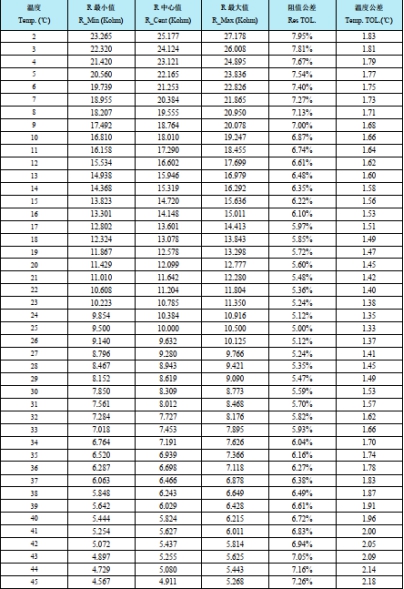 温度 R 最小值 R 中心值 R 最大值 阻值公差 温度公差
Temp. (℃) R_Min (Kohm) R_Cent (Kohm) R_Max (Kohm) Res TOL. Temp. TOL.(℃)
2 23.265 25.177 27.178 7.95% 1.83
3 22.320 24.124 26.008 7.81% 1.81
4 21.420 23.121 24.895 7.67% 1.79
5 20.560 22.165 23.836 7.54% 1.77
6 19.739 21.253 22.826 7.40% 1.75
7 18.955 20.384 21.865 7.27% 1.73
8 18.207 19.555 20.950 7.13% 1.71
9 17.492 18.764 20.078 7.00% 1.68
10 16.810 18.010 19.247 6.87% 1.66
11 16.158 17.290 18.455 6.74% 1.64
12 15.534 16.602 17.699 6.61% 1.62
13 14.938 15.946 16.979 6.48% 1.60
14 14.368 15.319 16.292 6.35% 1.58
15 13.823 14.720 15.636 6.22% 1.56
16 13.301 14.148 15.011 6.10% 1.53
17 12.802 13.601 14.413 5.97% 1.51
18 12.324 13.078 13.843 5.85% 1.49
19 11.867 12.578 13.298 5.72% 1.47
20 11.429 12.099 12.777 5.60% 1.45
21 11.010 11.642 12.280 5.48% 1.42
22 10.608 11.204 11.804 5.36% 1.40
23 10.223 10.785 11.350 5.24% 1.38
24 9.854 10.384 10.916 5.12% 1.35
25 9.500 10.000 10.500 5.00% 1.33
26 9.140 9.632 10.125 5.12% 1.37
27 8.796 9.280 9.766 5.24% 1.41
28 8.467 8.943 9.421 5.35% 1.45
29 8.152 8.619 9.090 5.47% 1.49
30 7.850 8.309 8.773 5.59% 1.53
31 7.561 8.012 8.468 5.70% 1.57
32 7.284 7.727 8.176 5.82% 1.62
33 7.018 7.453 7.895 5.93% 1.66
34 6.764 7.191 7.626 6.04% 1.70
35 6.520 6.939 7.366 6.16% 1.74
36 6.287 6.698 7.118 6.27% 1.78
37 6.063 6.466 6.878 6.38% 1.83
38 5.848 6.243 6.649 6.49% 1.87
39 5.642 6.029 6.428 6.61% 1.91
40 5.444 5.824 6.215 6.72% 1.96
41 5.254 5.627 6.011 6.83% 2.00
42 5.072 5.437 5.814 6.94% 2.05
43 4.897 5.255 5.625 7.05% 2.09
44 4.729 5.080 5.443 7.16% 2.14
45 4.567 4.911 5.268 7.26% 2.18